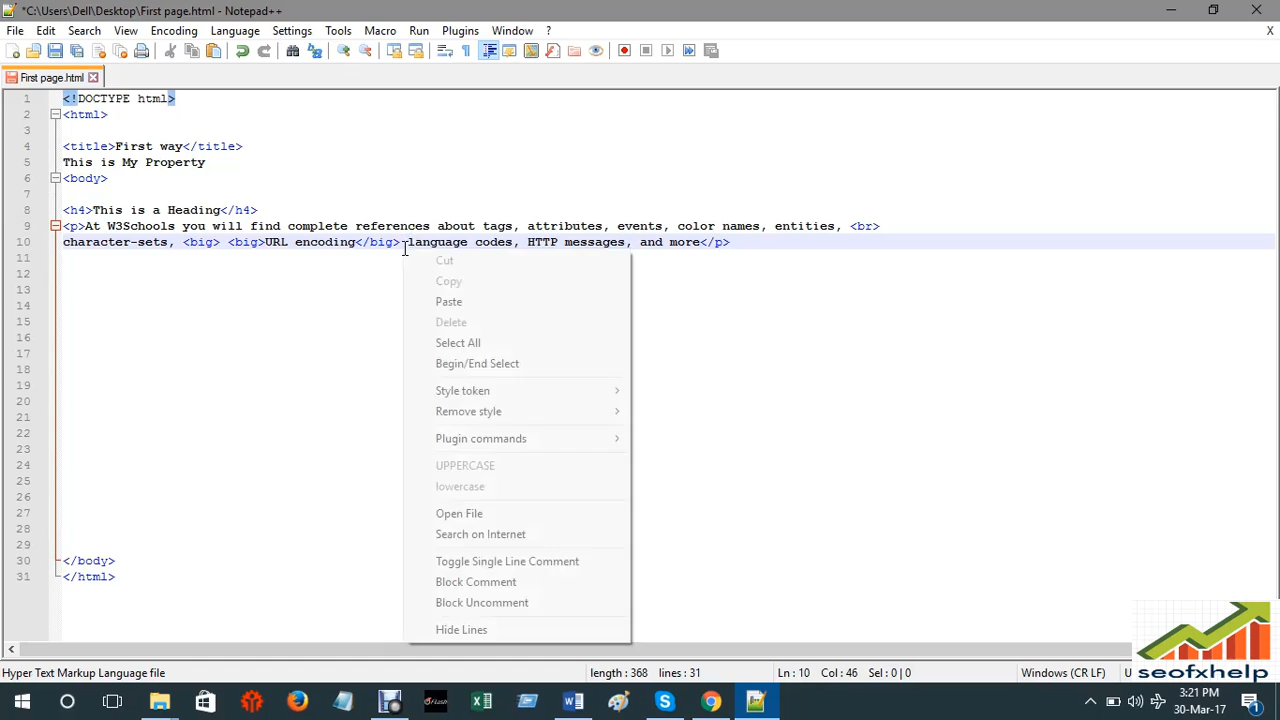 *C:\Users\Dell\Desktop\First page.html - Notepad++
File Edit Search View Encoding Language Settings Tools Macro Run Plugins Window ? X
First page.html
1 <!DOCTYPE html>
2 <html>
3
4 <title>First way</title>
5 This is My Property
6 <body>
7
8 <h4>This is a Heading</h4>
9 <p>At W3Schools you will find complete references about tags, attributes, events, color names, entities, <br>
10 character-sets, <big> <big>URL encoding</big> language codes, HTTP messages, and more</p>
11
12
13
14
15
16
17
18
19
20
21
22
23
24
25
26
27
28
29
30 </body>
31 </html>
Cut
Copy
Paste
Delete
Select All
Begin/End Select
Style token
Remove style
Plugin commands
UPPERCASE
lowercase
Open File
Search on Internet
Toggle Single Line Comment
Block Comment
Block Uncomment
Hide Lines
seofxhelp
Hyper Text Markup Language file length : 368 lines : 31 Ln : 10 Col : 46 Sel : 0 | 0 Windows (CR LF)
3:21 PM
30-Mar-17